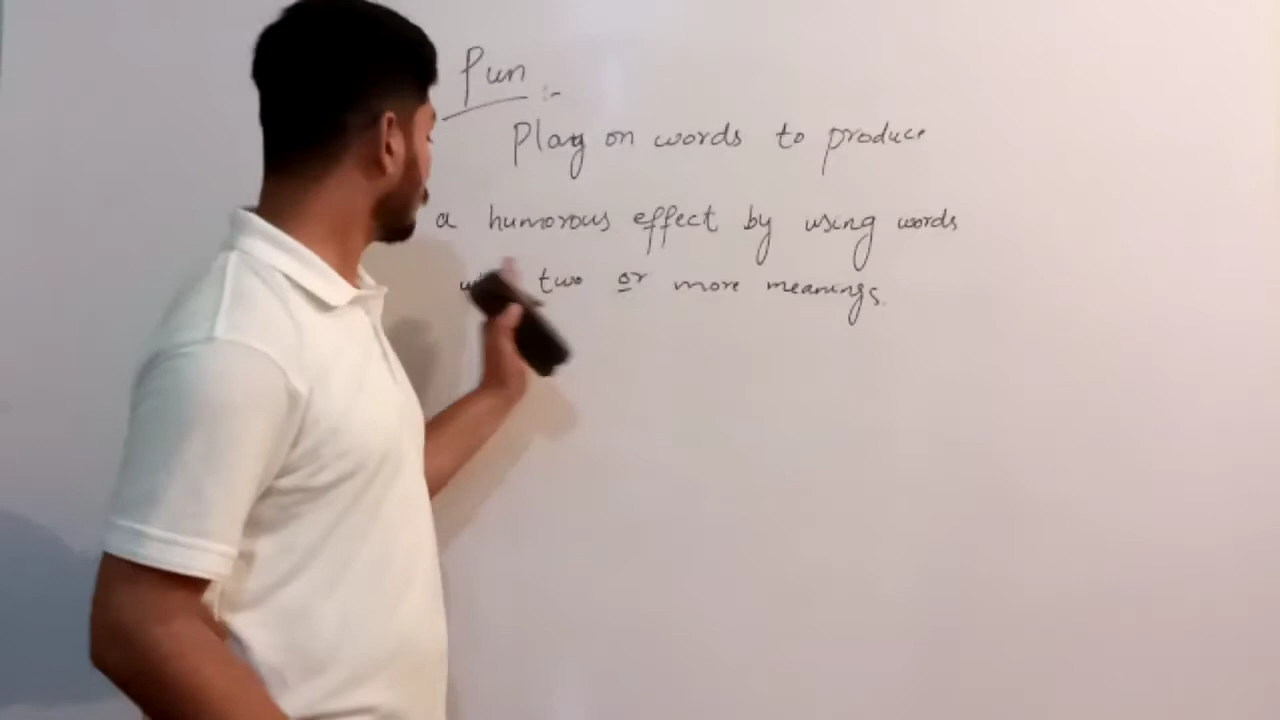 Pun :-
Play on words to produce
a humorous effect by using words
two or more meanings.